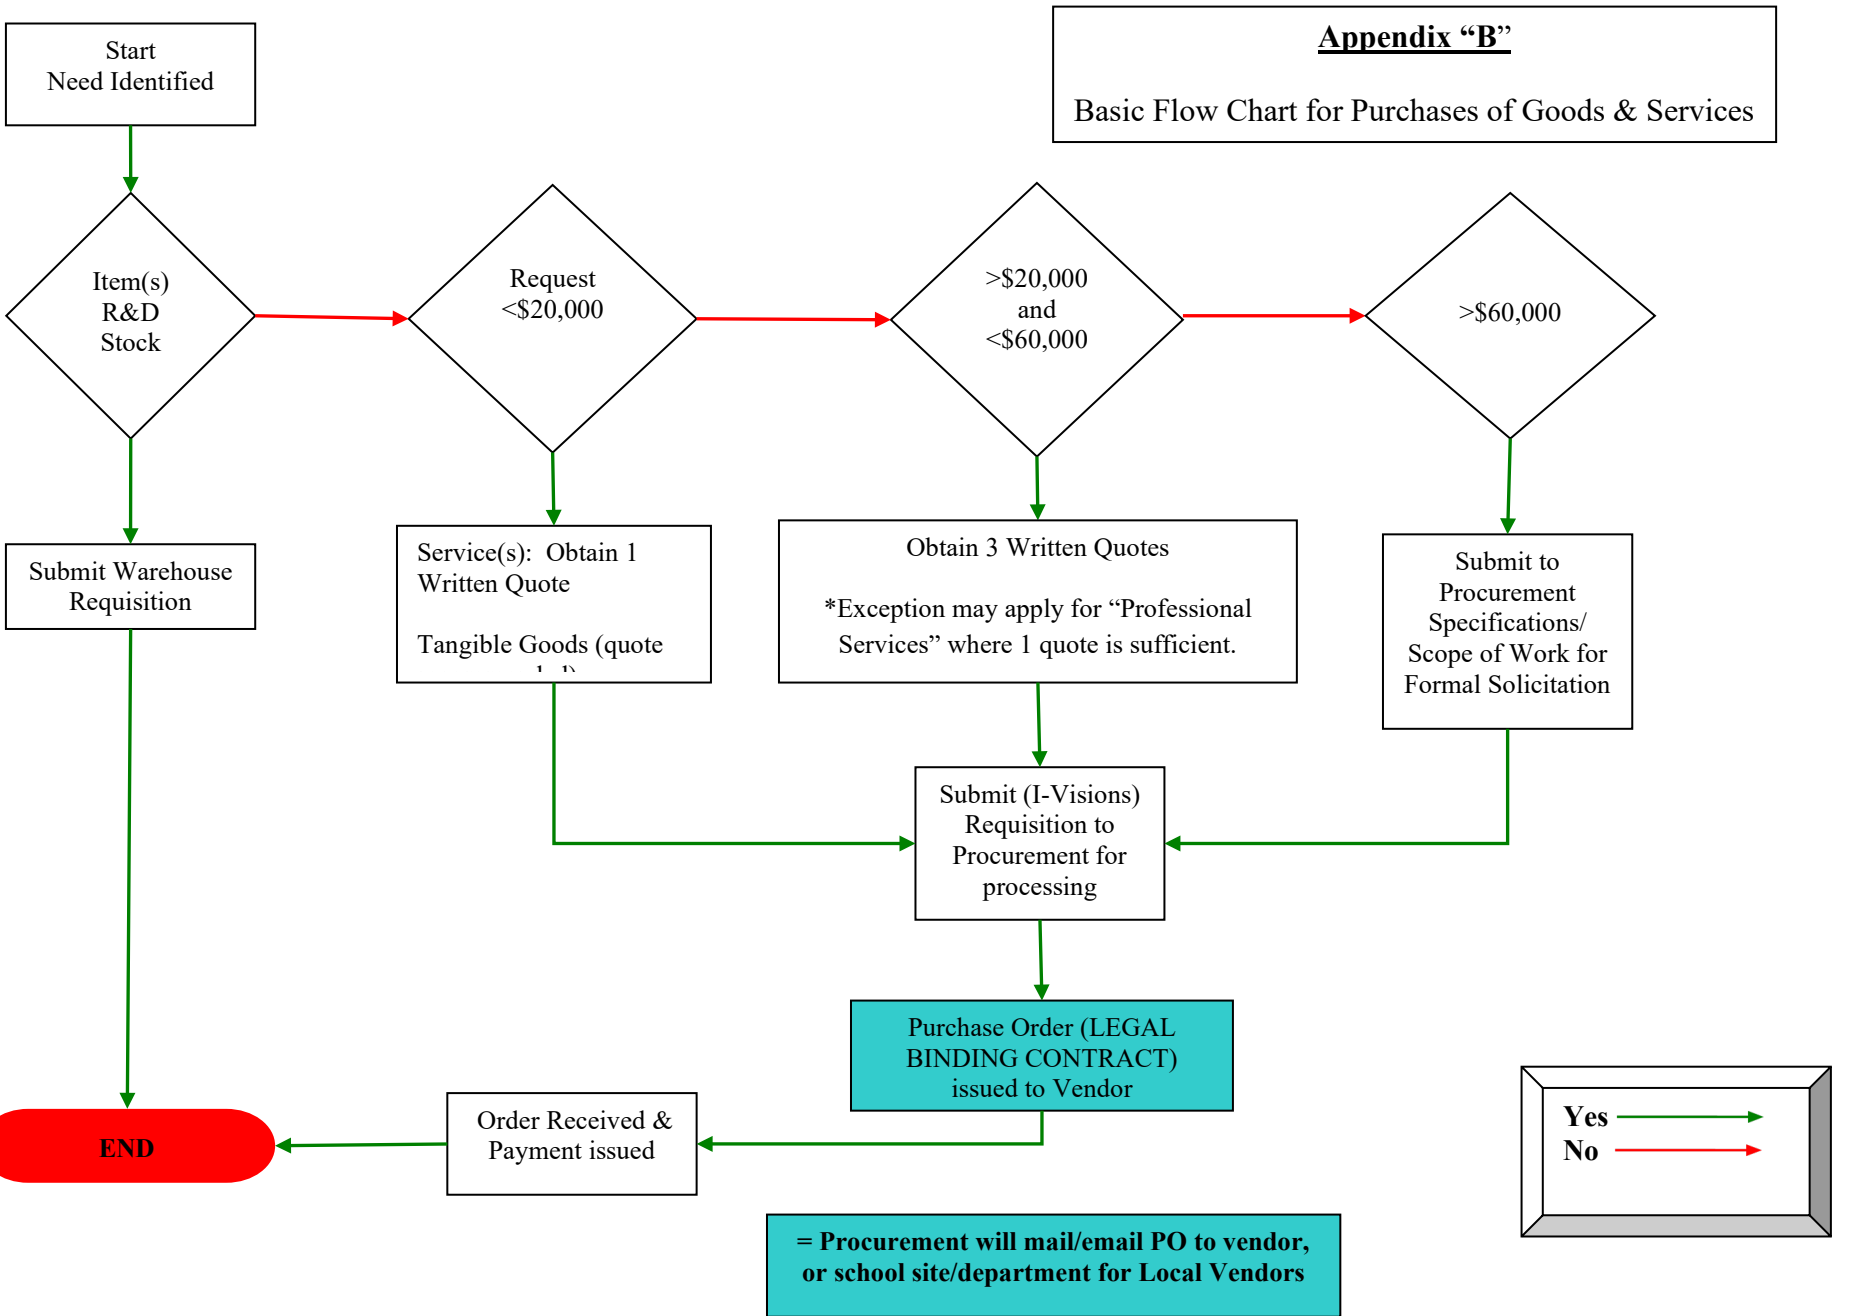 Start
Need Identified
Appendix “B”
Basic Flow Chart for Purchases of Goods & Services
Item(s)
R&D
Stock
Request
<$20,000
>$20,000
and
<$60,000
>$60,000
Submit Warehouse
Requisition
Service(s):  Obtain 1
Written Quote
Tangible Goods (quote
Obtain 3 Written Quotes
*Exception may apply for “Professional
Services” where 1 quote is sufficient.
Submit to
Procurement
Specifications/
Scope of Work for
Formal Solicitation
Submit (I-Visions)
Requisition to
Procurement for
processing
Purchase Order (LEGAL
BINDING CONTRACT)
issued to Vendor
Order Received &
Payment issued
END
Yes
No
= Procurement will mail/email PO to vendor,
or school site/department for Local Vendors